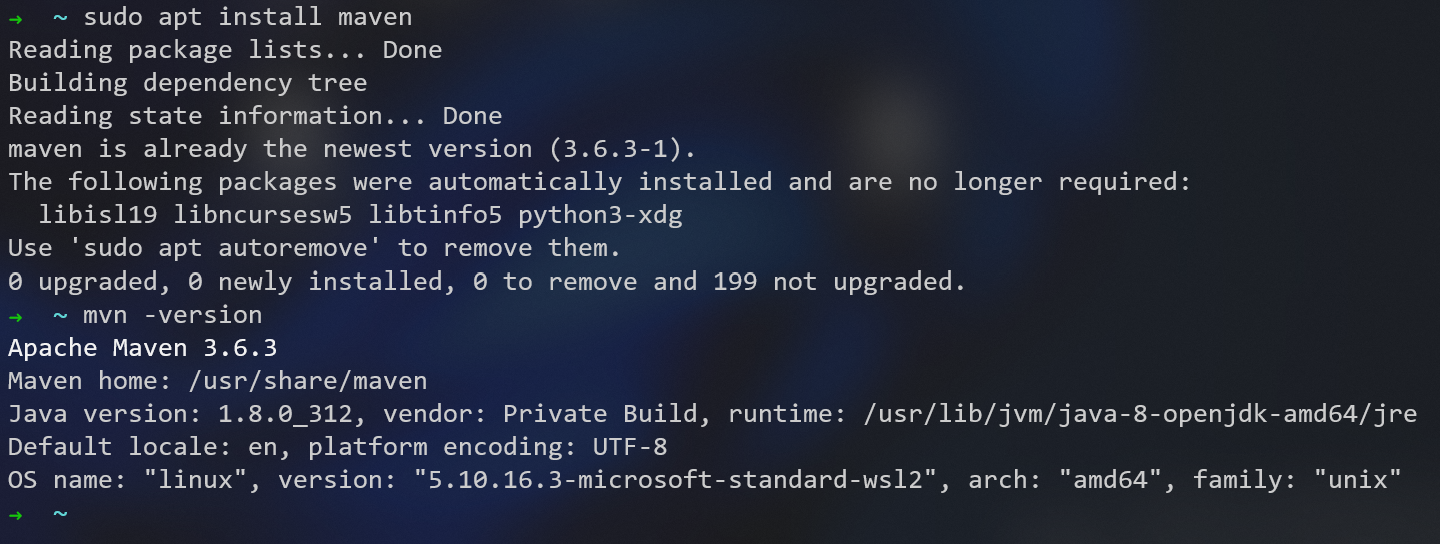 → ~ sudo apt install maven
Reading package lists... Done
Building dependency tree
Reading state information... Done
maven is already the newest version (3.6.3-1).
The following packages were automatically installed and are no longer required:
  libisl19 libncursesw5 libtinfo5 python3-xdg
Use 'sudo apt autoremove' to remove them.
0 upgraded, 0 newly installed, 0 to remove and 199 not upgraded.
→ ~ mvn -version
Apache Maven 3.6.3
Maven home: /usr/share/maven
Java version: 1.8.0_312, vendor: Private Build, runtime: /usr/lib/jvm/java-8-openjdk-amd64/jre
Default locale: en, platform encoding: UTF-8
OS name: "linux", version: "5.10.16.3-microsoft-standard-wsl2", arch: "amd64", family: "unix"
→ ~